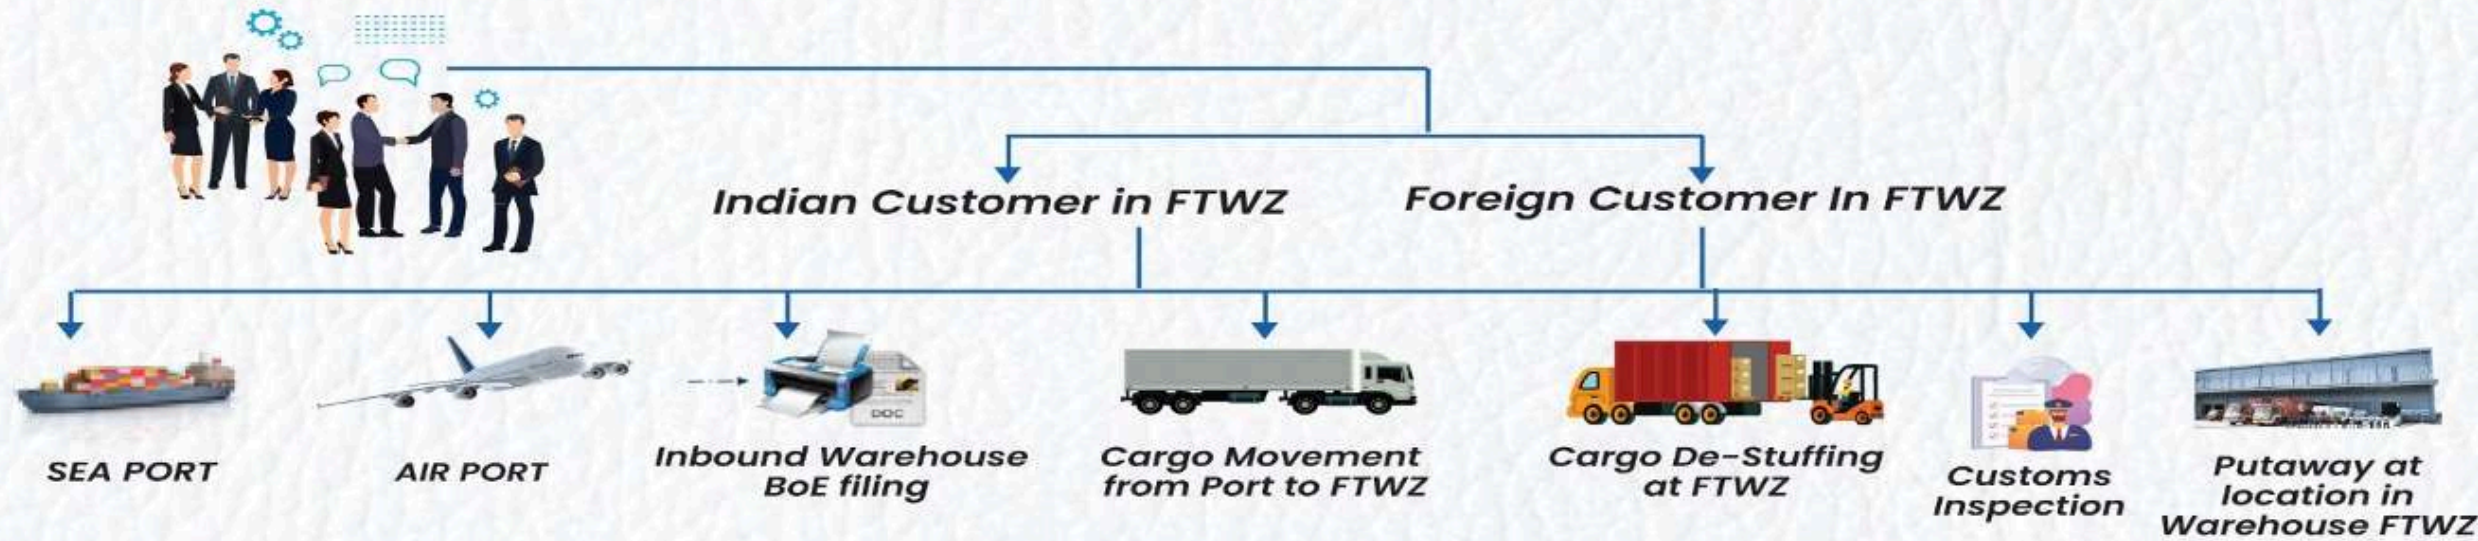 Indian Customer in FTWZ
Foreign Customer In FTWZ
DOC
SEA PORT
AIR PORT
Inbound Warehouse
BoE filing
Cargo Movement
from Port to FTWZ
Cargo De-Stuffing
at FTWZ
Customs
Inspection
Putaway at
location in
Warehouse FTWZ